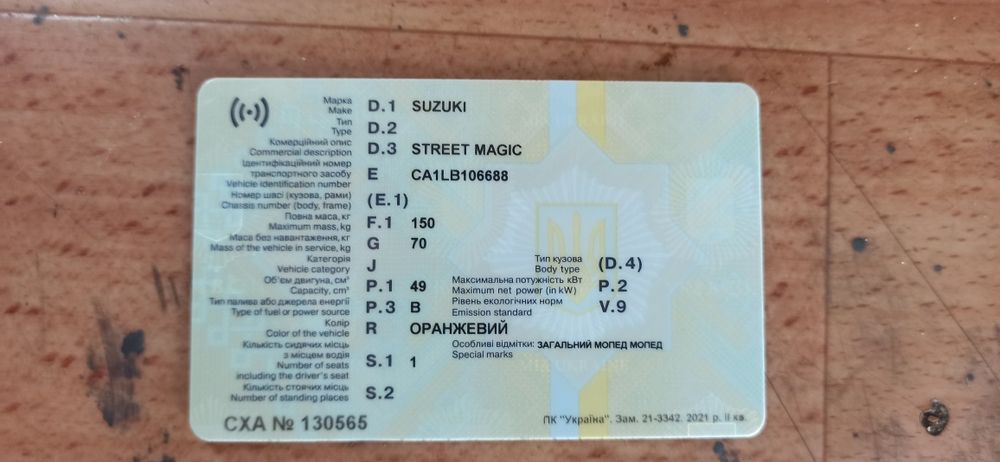 Марка
Make D.1 SUZUKI
Тип
Type D.2
Комерційний опис
Commercial description D.3 STREET MAGIC
Ідентифікаційний номер
транспортного засобу E CA1LB106688
Vehicle identification number
Номер шасі (кузова, рами)
Chassis number (body, frame) (E.1)
Повна маса, кг
Maximum mass, kg F.1 150
Маса без навантаження, кг
Mass of the vehicle in service, kg G 70
Категорія
Vehicle category J
Тип кузова
Body type (D.4)
Об'єм двигуна, см³
Capacity, cm³ P.1 49
Максимальна потужність кВт
Maximum net power (in kW) P.2
Тип палива або джерела енергії
Type of fuel or power source P.3 B
Рівень екологічних норм
Emission standard V.9
Колір
Color of the vehicle R ОРАНЖЕВИЙ
Особливі відмітки: ЗАГАЛЬНИЙ МОПЕД МОПЕД
Special marks
Кількість сидячих місць
з місцем водія
Number of seats S.1 1
including the driver's seat
Кількість стоячих місць
Number of standing places S.2
СХА № 130565
ПК "Україна". Зам. 21-3342. 2021 р. II кв.